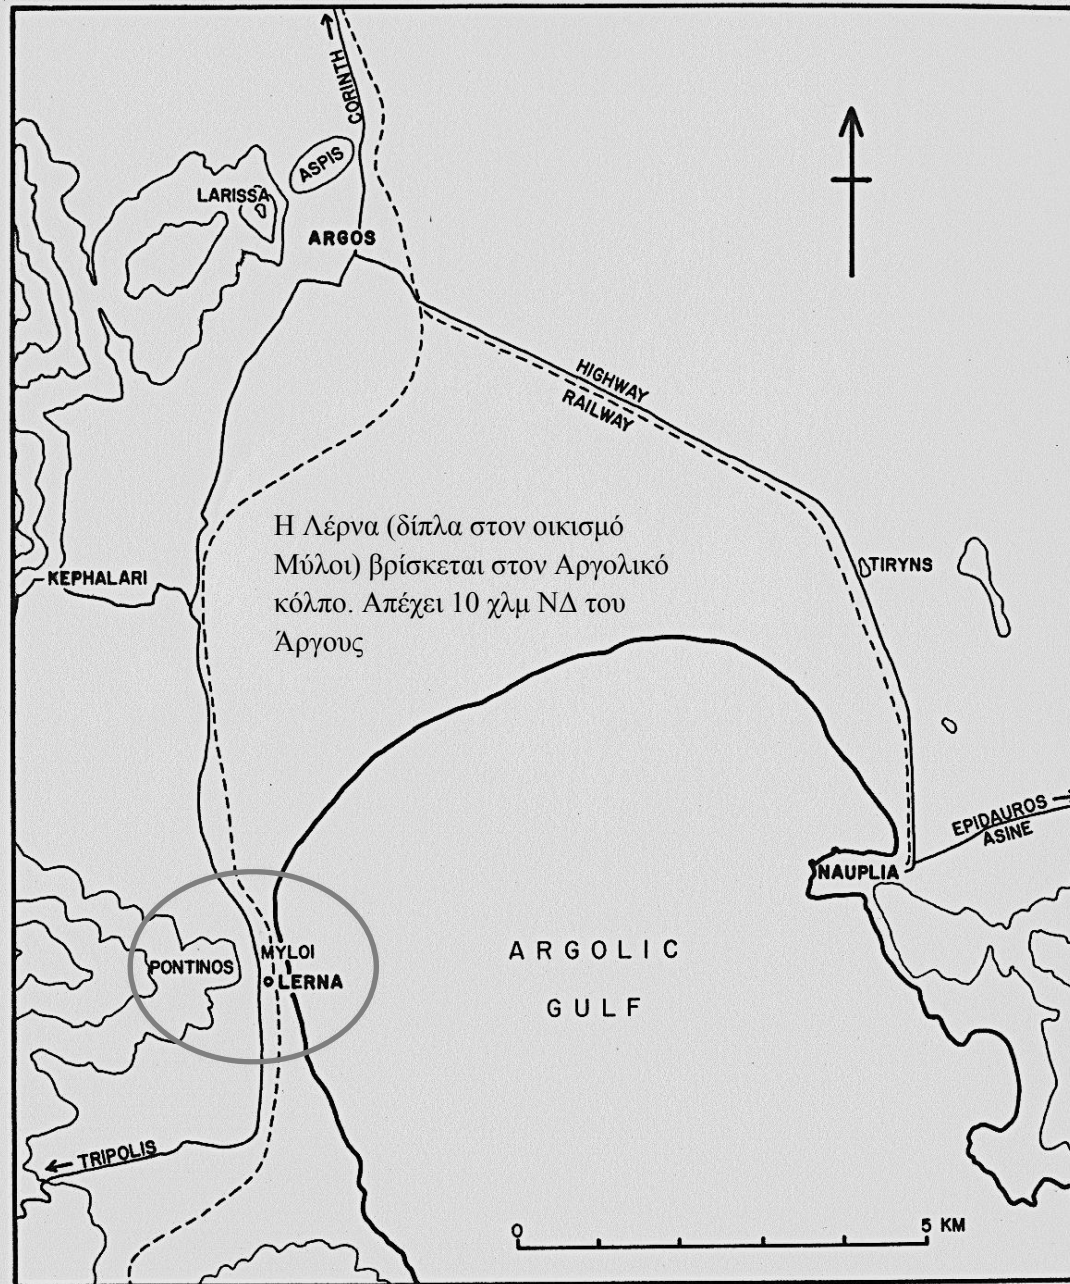 CORINTH
ASPIS
LARISSA
ARGOS
HIGHWAY
RAILWAY
Η Λέρνα (δίπλα στον οικισμό
Μύλοι) βρίσκεται στον Αργολικό
κόλπο. Απέχει 10 χλμ ΝΔ του
Άργους
TIRYNS
KEPHALARI
EPIDAUROS
ASINE
NAUPLIA
MYLOI
PONTINOS
LERNA
ARGOLIC
GULF
TRIPOLIS
0
5 KM